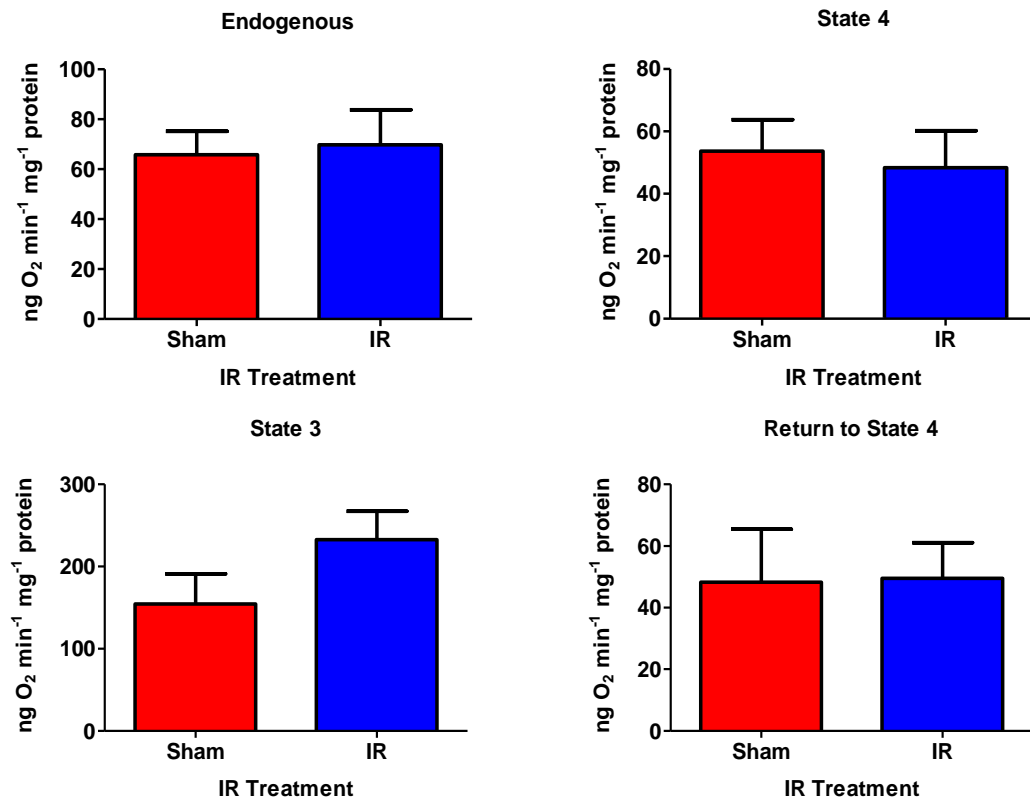 Endogenous
ng O₂ min⁻¹ mg⁻¹ protein
100
80
60
40
20
0
Sham IR
IR Treatment
State 4
ng O₂ min⁻¹ mg⁻¹ protein
80
60
40
20
0
Sham IR
IR Treatment
State 3
ng O₂ min⁻¹ mg⁻¹ protein
300
200
100
0
Sham IR
IR Treatment
Return to State 4
ng O₂ min⁻¹ mg⁻¹ protein
80
60
40
20
0
Sham IR
IR Treatment